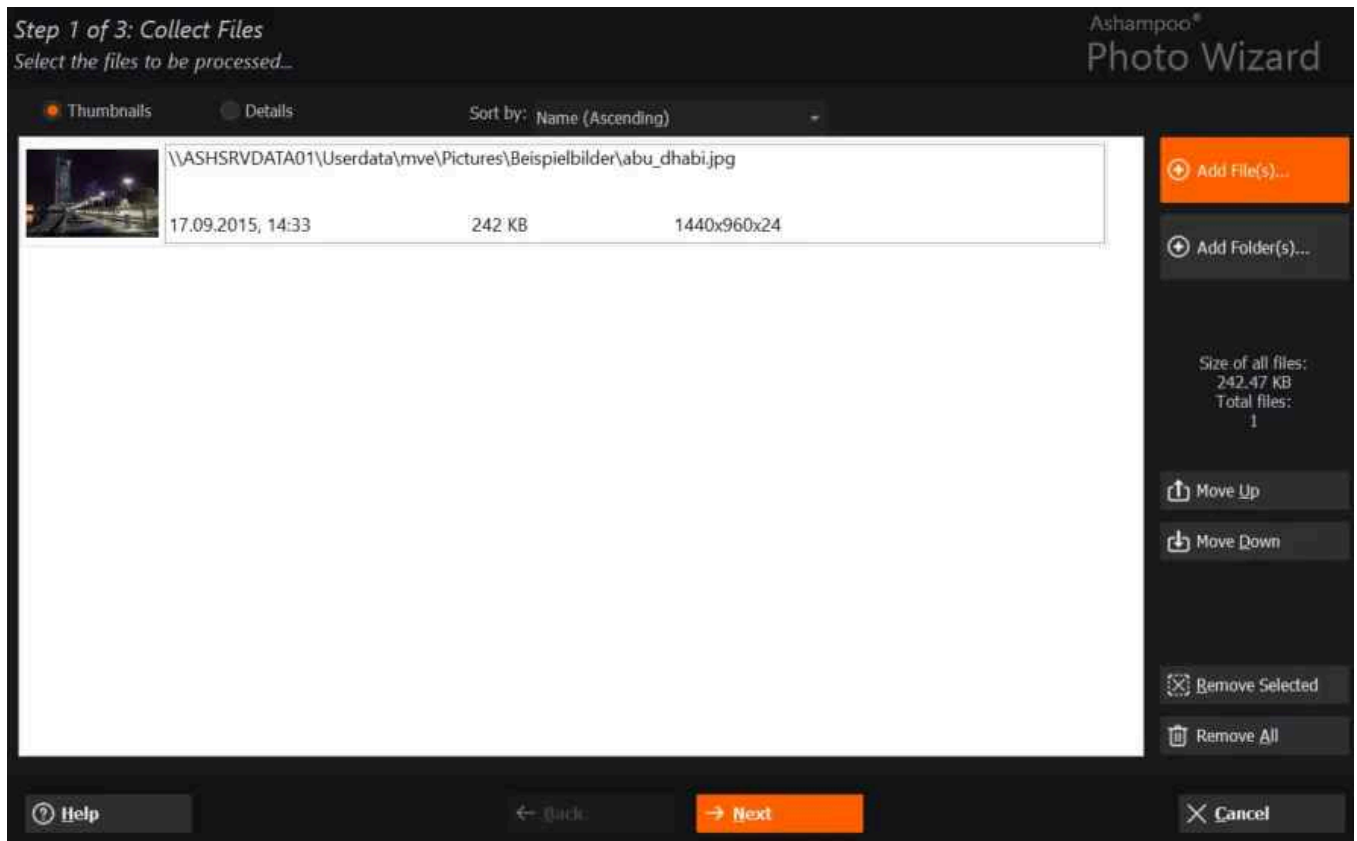 Step 1 of 3: Collect Files
Select the files to be processed...
Ashampoo®
Photo Wizard
Thumbnails
Details
Sort by:
Name (Ascending)
\\ASHSRVDATA01\Userdata\mve\Pictures\Beispielbilder\abu_dhabi.jpg
17.09.2015, 14:33
242 KB
1440x960x24
Add File(s)...
Add Folder(s)...
Size of all files:
242.47 KB
Total files:
1
Move Up
Move Down
Remove Selected
Remove All
Help
Back
Next
Cancel